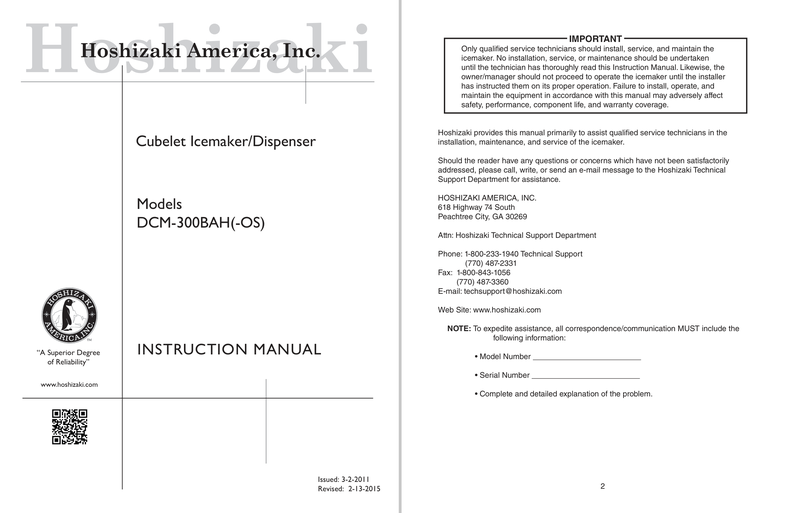 Hoshizaki
Hoshizaki America, Inc.
Cubelet Icemaker/Dispenser
Models
DCM-300BAH(-OS)
HOSHIZAKI
AMERICA, INC.
“A Superior Degree
of Reliability”
www.hoshizaki.com
INSTRUCTION MANUAL
Issued: 3-2-2011
Revised: 2-13-2015
IMPORTANT
Only qualified service technicians should install, service, and maintain the
icemaker. No installation, service, or maintenance should be undertaken
until the technician has thoroughly read this Instruction Manual. Likewise, the
owner/manager should not proceed to operate the icemaker until the installer
has instructed them on its proper operation. Failure to install, operate, and
maintain the equipment in accordance with this manual may adversely affect
safety, performance, component life, and warranty coverage.
Hoshizaki provides this manual primarily to assist qualified service technicians in the
installation, maintenance, and service of the icemaker.
Should the reader have any questions or concerns which have not been satisfactorily
addressed, please call, write, or send an e-mail message to the Hoshizaki Technical
Support Department for assistance.
HOSHIZAKI AMERICA, INC.
618 Highway 74 South
Peachtree City, GA 30269
Attn: Hoshizaki Technical Support Department
Phone: 1-800-233-1940 Technical Support
(770) 487-2331
Fax: 1-800-843-1056
(770) 487-3360
E-mail: techsupport@hoshizaki.com
Web Site: www.hoshizaki.com
NOTE: To expedite assistance, all correspondence/communication MUST include the
following information:
• Model Number __________________________
• Serial Number __________________________
• Complete and detailed explanation of the problem.
2